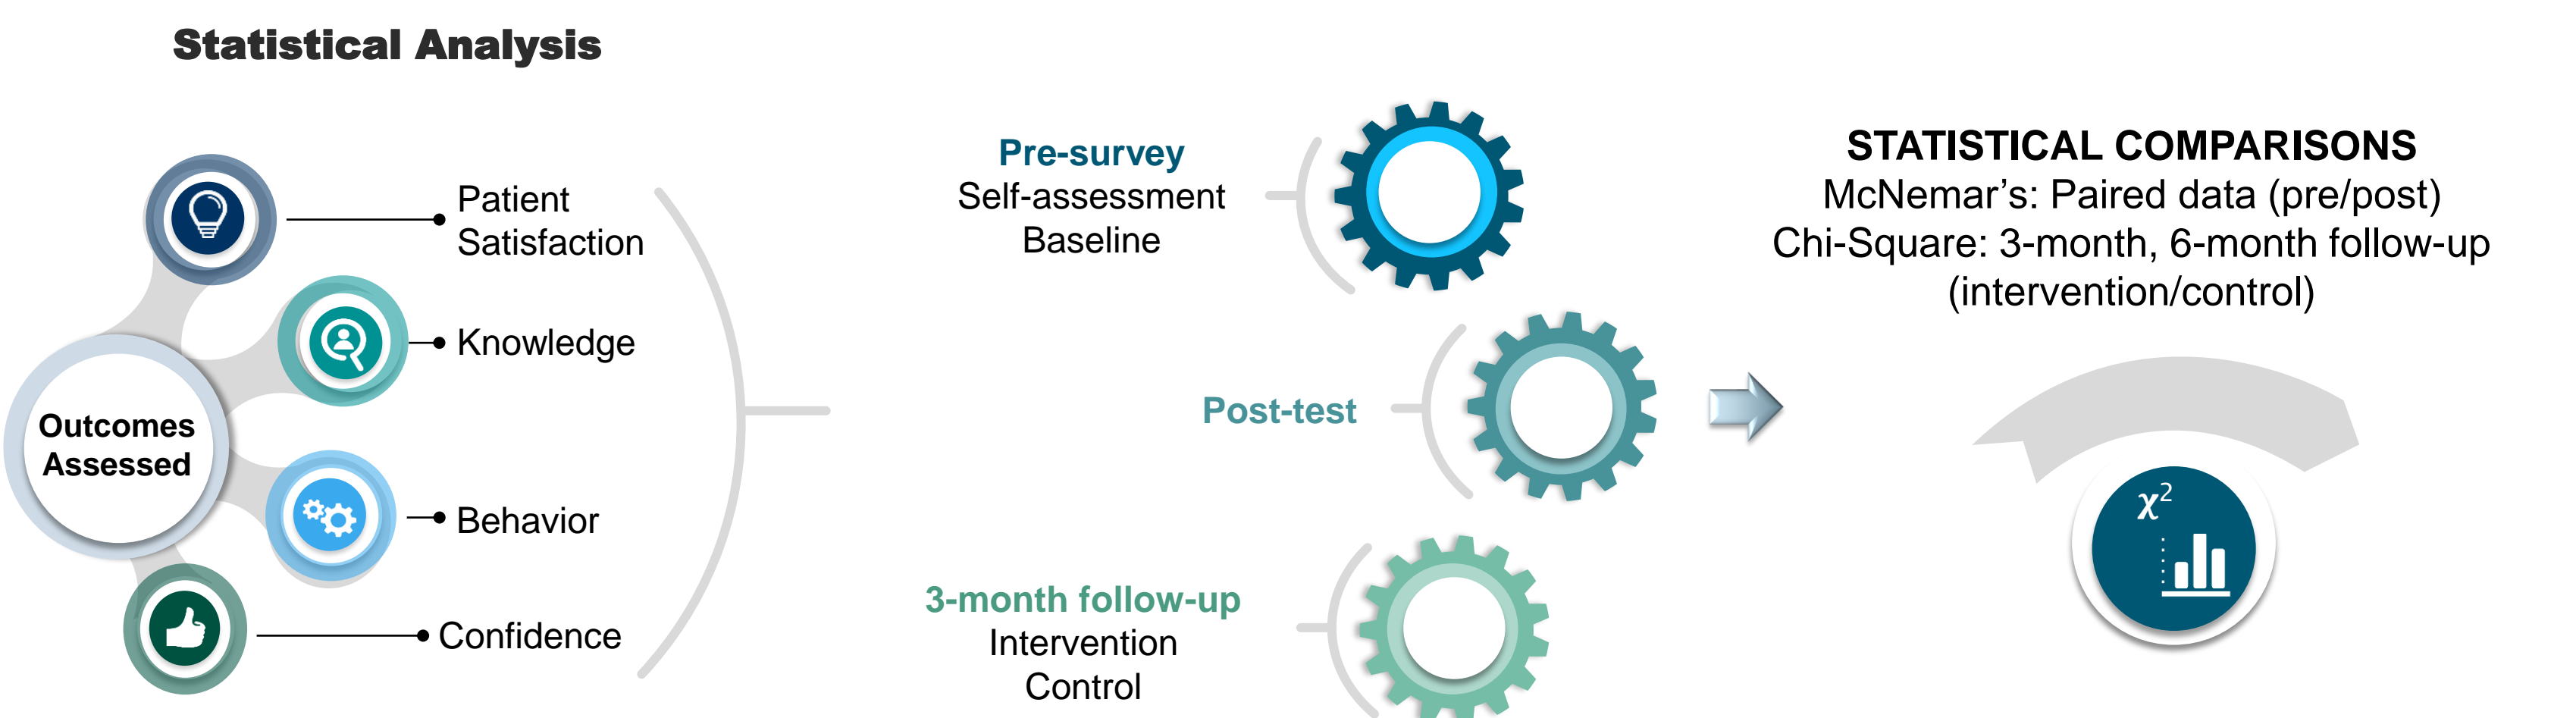 Statistical Analysis
Outcomes
Assessed
Patient
Satisfaction
Knowledge
Behavior
Confidence
Pre-survey
Self-assessment
Baseline
Post-test
3-month follow-up
Intervention
Control
STATISTICAL COMPARISONS
McNemar’s: Paired data (pre/post)
Chi-Square: 3-month, 6-month follow-up
(intervention/control)
χ²